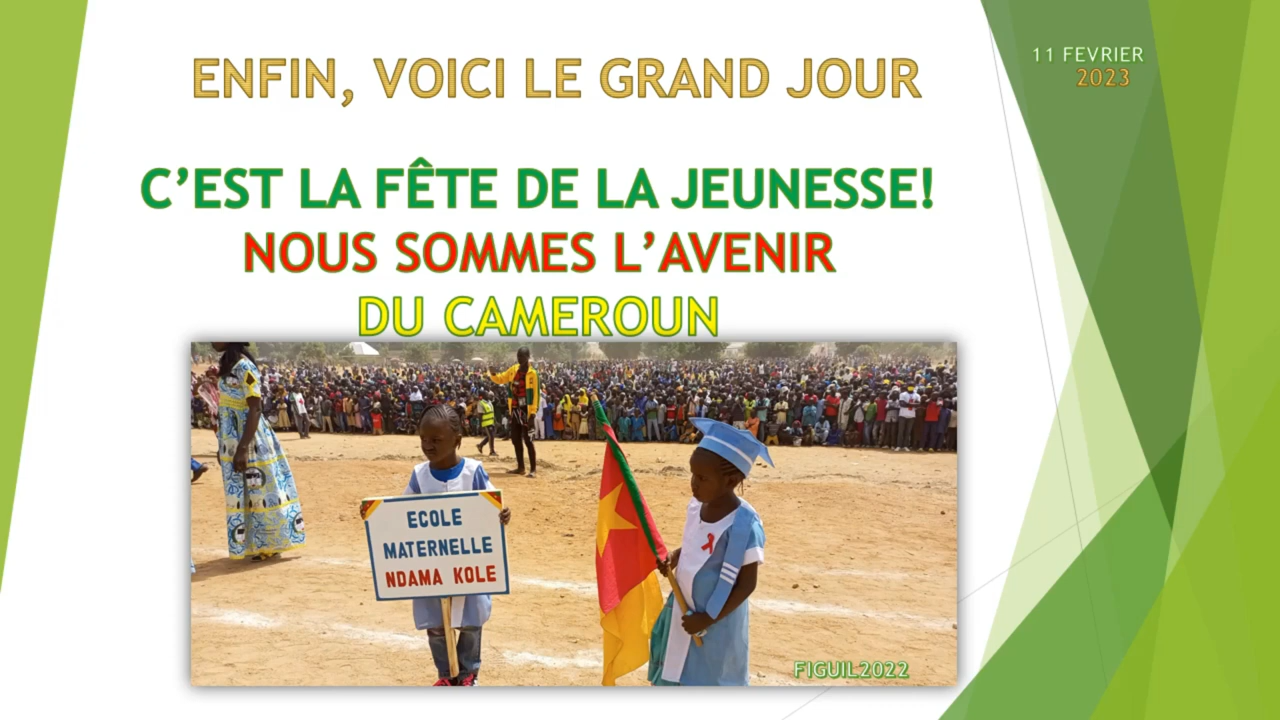 ENFIN, VOICI LE GRAND JOUR
11 FEVRIER
2023
C’EST LA FÊTE DE LA JEUNESSE!
NOUS SOMMES L’AVENIR
DU CAMEROUN
ECOLE
MATERNELLE
NDAMA KOLE
FIGUIL2022